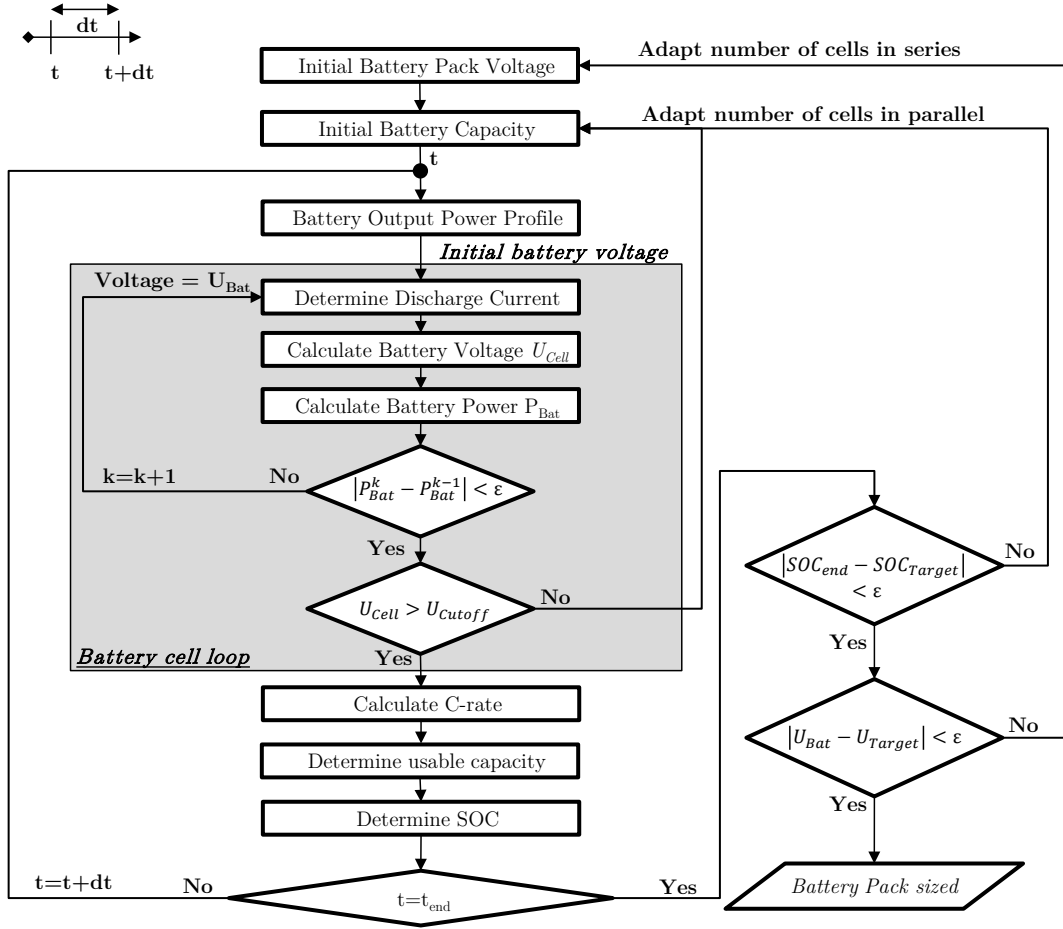 dt
t t+dt
Adapt number of cells in series
Initial Battery Pack Voltage
Adapt number of cells in parallel
Initial Battery Capacity
t
Battery Output Power Profile
Initial battery voltage
Voltage = U_Bat
Determine Discharge Current
Calculate Battery Voltage U_Cell
Calculate Battery Power P_Bat
k=k+1
No
|P_Bat^k − P_Bat^{k−1}| < ε
Yes
U_Cell > U_Cutoff
No
Yes
Battery cell loop
Calculate C-rate
Determine usable capacity
Determine SOC
t=t+dt
No
t=t_end
Yes
|SOC_end − SOC_Target|
< ε
No
Yes
|U_Bat − U_Target| < ε
No
Yes
Battery Pack sized